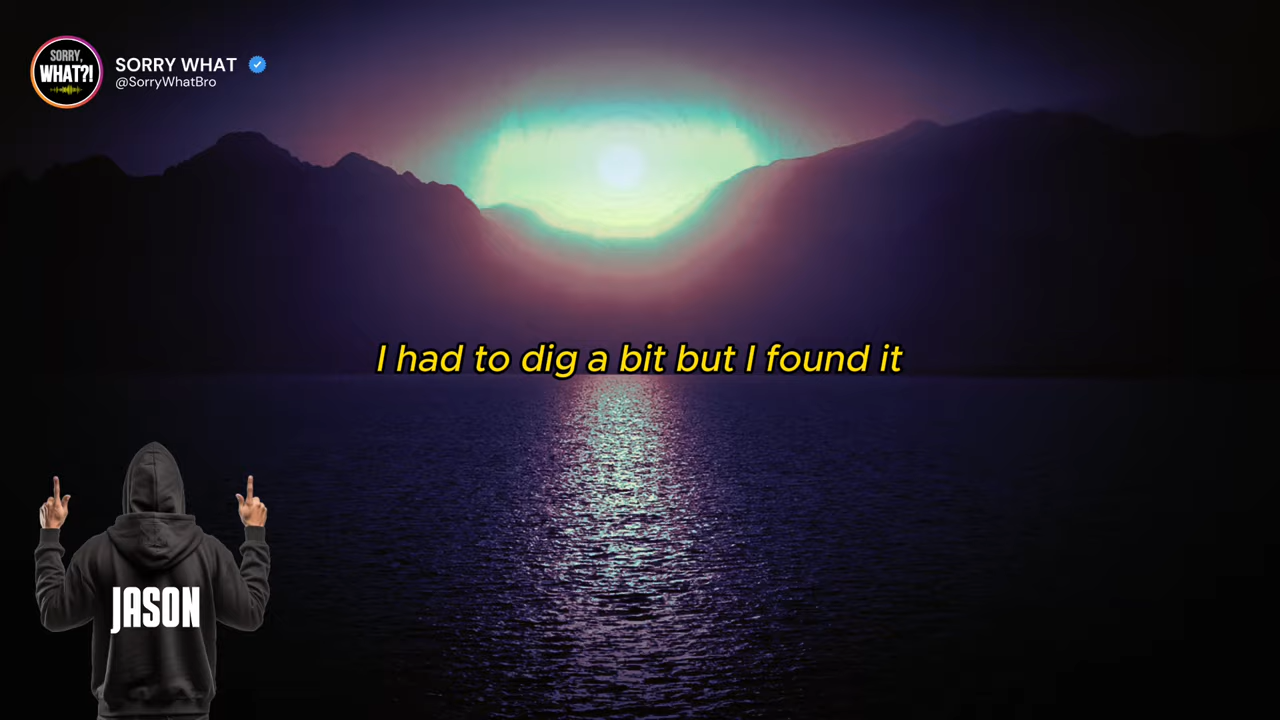 SORRY,
WHAT?!
SORRY WHAT
@SorryWhatBro
I had to dig a bit but I found it
JASON